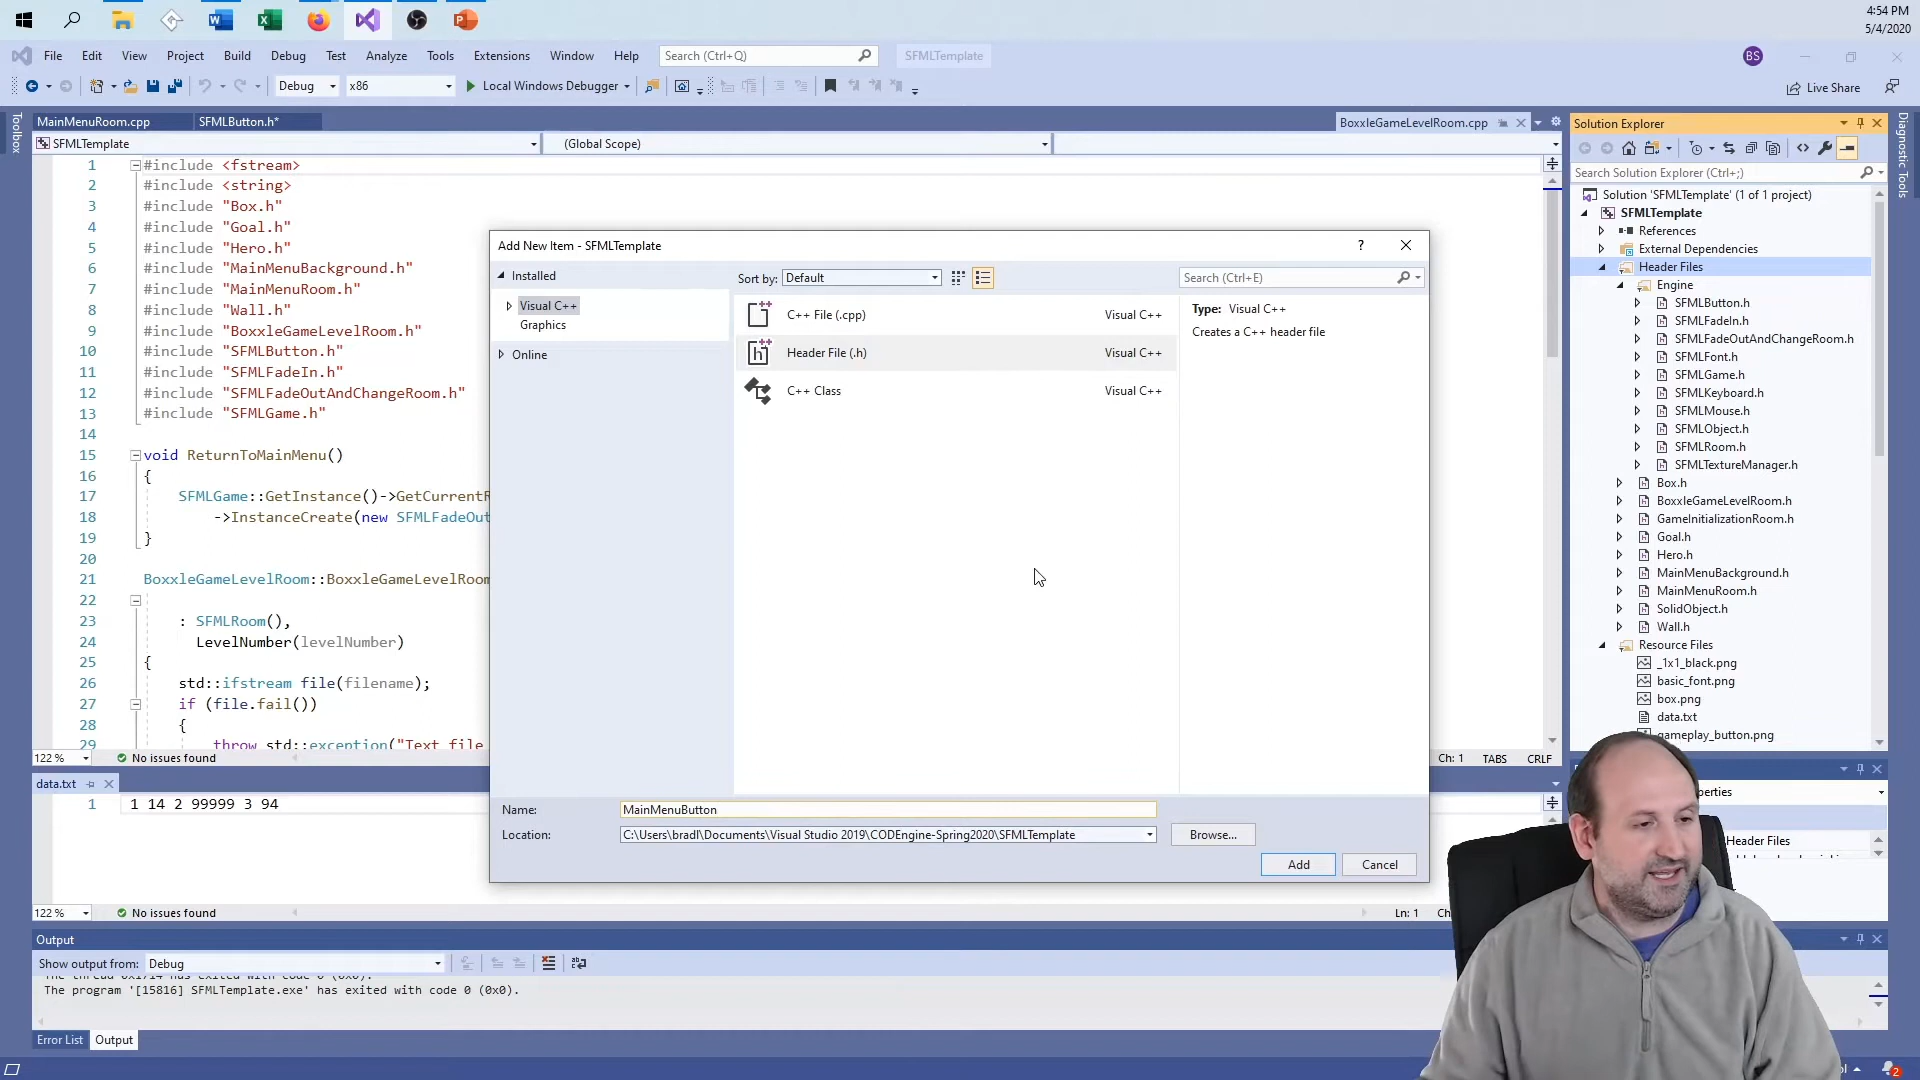 4:54 PM
5/4/2020
File Edit View Project Build Debug Test Analyze Tools Extensions Window Help Search (Ctrl+Q) SFMLTemplate BS
Debug x86 Local Windows Debugger Live Share
MainMenuRoom.cpp SFMLButton.h* BoxxleGameLevelRoom.cpp
SFMLTemplate (Global Scope)
Toolbox
1 #include <fstream>
2 #include <string>
3 #include "Box.h"
4 #include "Goal.h"
5 #include "Hero.h"
6 #include "MainMenuBackground.h"
7 #include "MainMenuRoom.h"
8 #include "Wall.h"
9 #include "BoxxleGameLevelRoom.h"
10 #include "SFMLButton.h"
11 #include "SFMLFadeIn.h"
12 #include "SFMLFadeOutAndChangeRoom.h"
13 #include "SFMLGame.h"
14
15 void ReturnToMainMenu()
16 {
17 SFMLGame::GetInstance()->GetCurrentR
18 ->InstanceCreate(new SFMLFadeOut
19 }
20
21 BoxxleGameLevelRoom::BoxxleGameLevelRoom
22
23 : SFMLRoom(),
24 LevelNumber(levelNumber)
25 {
26 std::ifstream file(filename);
27 if (file.fail())
28 {
29 throw std::exception("Text file
122 % No issues found Ch: 1 TABS CRLF
data.txt
1 1 14 2 99999 3 94
122 % No issues found Ln: 1
Output
Show output from: Debug
The program '[15816] SFMLTemplate.exe' has exited with code 0 (0x0).
Error List Output
Add New Item - SFMLTemplate ?
Installed
Visual C++
Graphics
Online
Sort by: Default
Search (Ctrl+E)
C++ File (.cpp) Visual C++
Header File (.h) Visual C++
C++ Class Visual C++
Type: Visual C++
Creates a C++ header file
Name: MainMenuButton
Location: C:\Users\bradl\Documents\Visual Studio 2019\CODEngine-Spring2020\SFMLTemplate Browse...
Add Cancel
Solution Explorer
Search Solution Explorer (Ctrl+;)
Solution 'SFMLTemplate' (1 of 1 project)
SFMLTemplate
References
External Dependencies
Header Files
Engine
SFMLButton.h
SFMLFadeIn.h
SFMLFadeOutAndChangeRoom.h
SFMLFont.h
SFMLGame.h
SFMLKeyboard.h
SFMLMouse.h
SFMLObject.h
SFMLRoom.h
SFMLTextureManager.h
Box.h
BoxxleGameLevelRoom.h
GameInitializationRoom.h
Goal.h
Hero.h
MainMenuBackground.h
MainMenuRoom.h
SolidObject.h
Wall.h
Resource Files
_1x1_black.png
basic_font.png
box.png
data.txt
gameplay_button.png
perties
Header Files
Diagnostic Tools
2